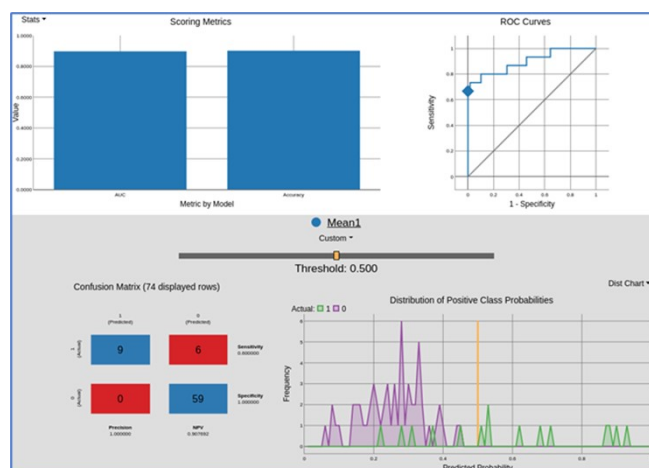 Stats
Scoring Metrics
ROC Curves
1.0000
0.8000
0.6000
0.4000
0.2000
0.0000
Value
AUC
Accuracy
Metric by Model
1
0.8
0.6
0.4
0.2
0
Sensitivity
0 0.2 0.4 0.6 0.8 1
1 - Specificity
Mean1
Custom
Threshold: 0.500
Dist Chart
Confusion Matrix (74 displayed rows)
1
(Predicted)
0
(Predicted)
1
(Actual)
9
6
Sensitivity
0.600000
0
(Actual)
0
59
Specificity
1.000000
Precision
1.000000
NPV
0.907692
Distribution of Positive Class Probabilities
Actual: 1 0
6
5
4
3
2
1
0
Frequency
0.2 0.4 0.6 0.8
Predicted Probability